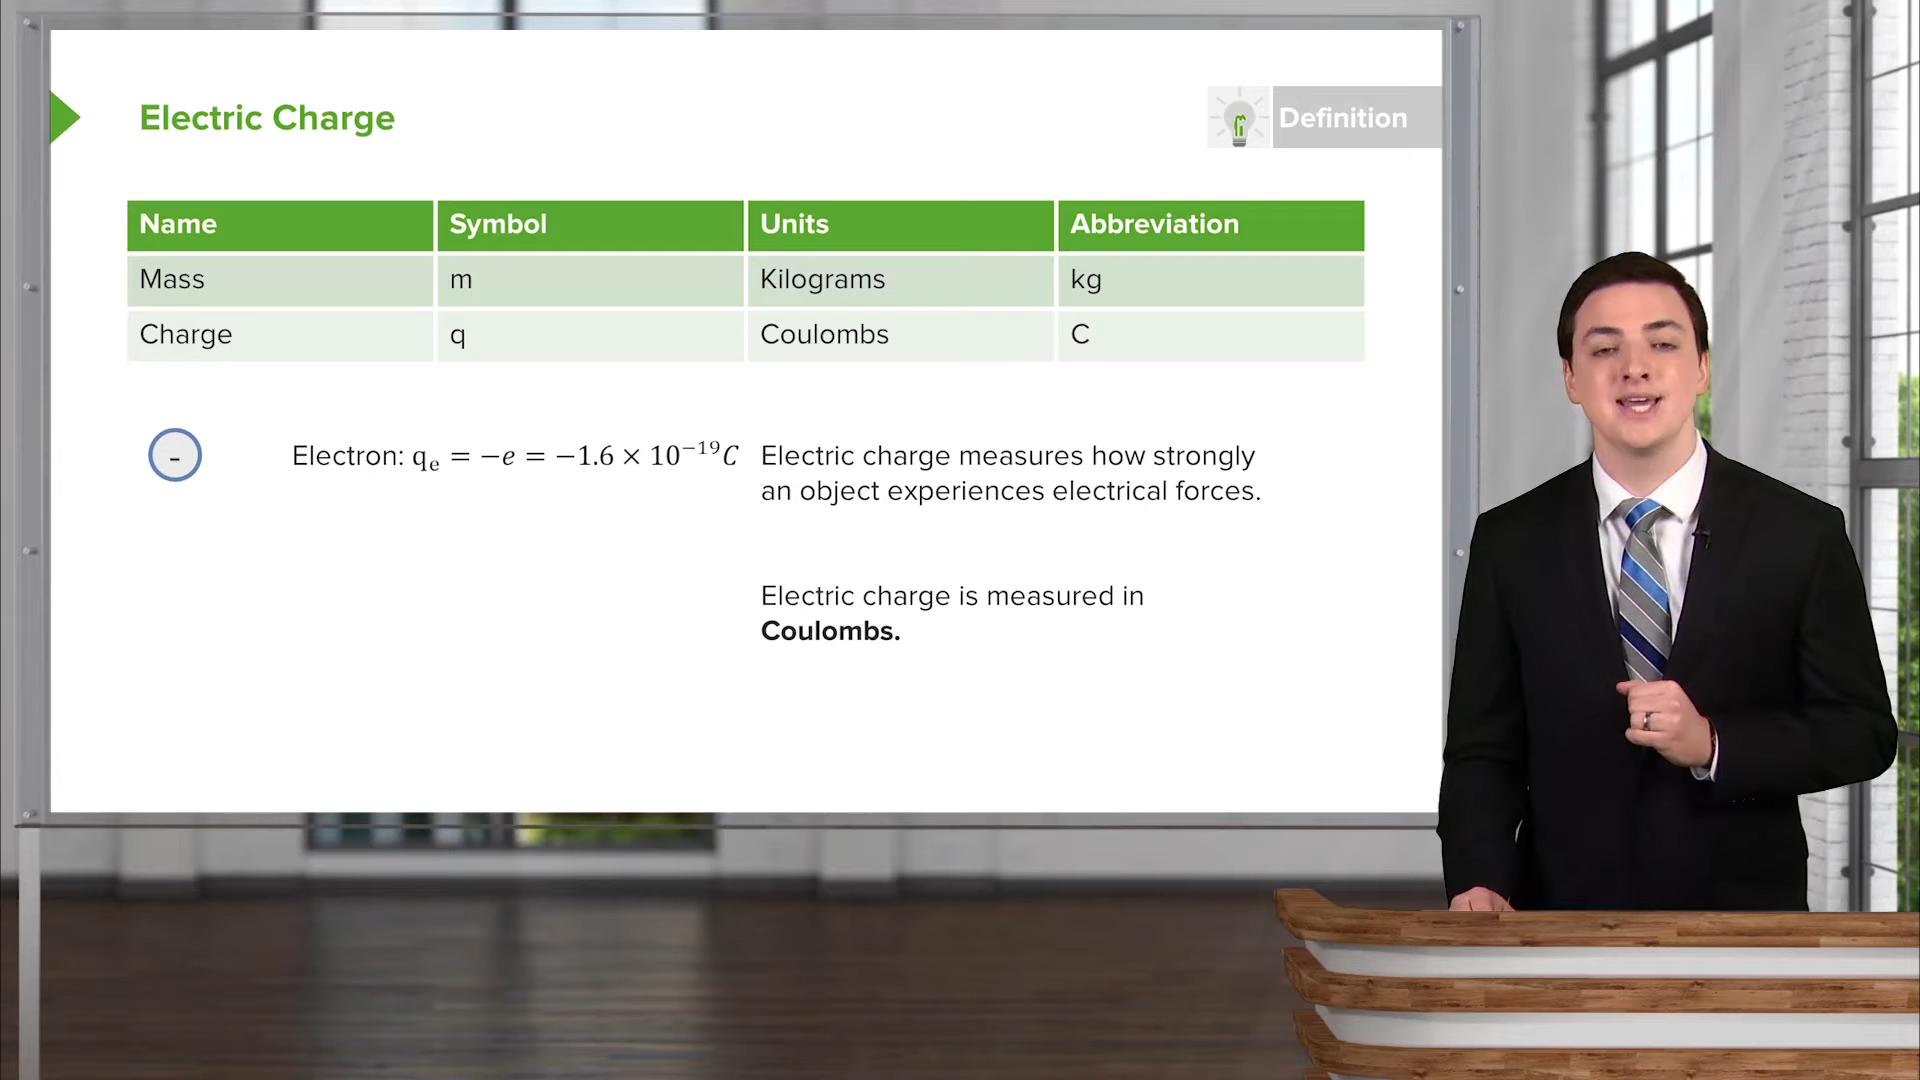 Electric Charge
Definition
Name Symbol Units Abbreviation
Mass m Kilograms kg
Charge q Coulombs C
-
Electron: qₑ = −e = −1.6 × 10⁻¹⁹C
Electric charge measures how strongly
an object experiences electrical forces.
Electric charge is measured in
Coulombs.